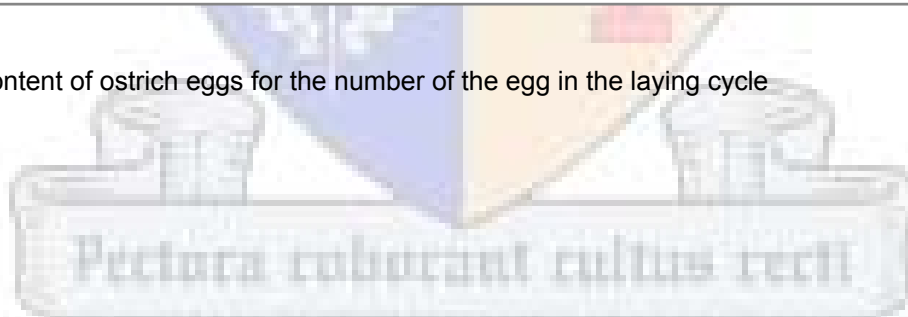 ontent of ostrich eggs for the number of the egg in the laying cycle
Pectora roborant cultus recti